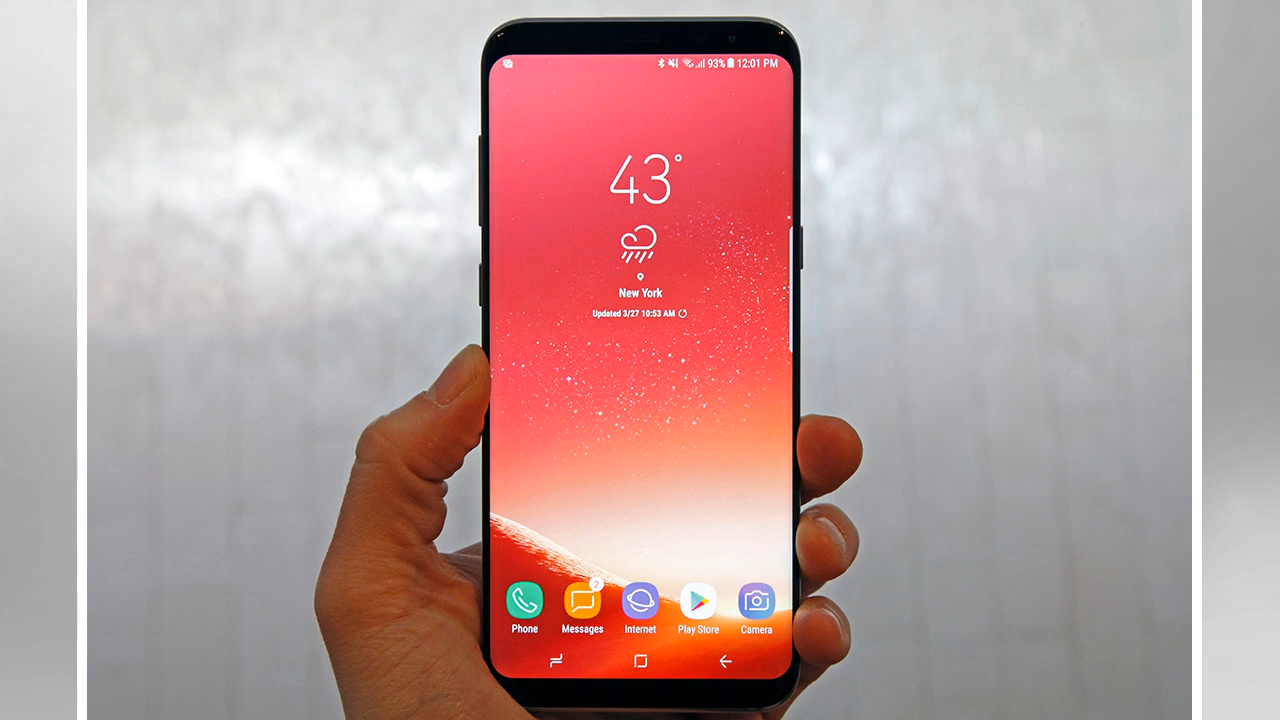 93% 12:01 PM
43°
New York
Updated 3/27 10:53 AM
2
Phone Messages Internet Play Store Camera